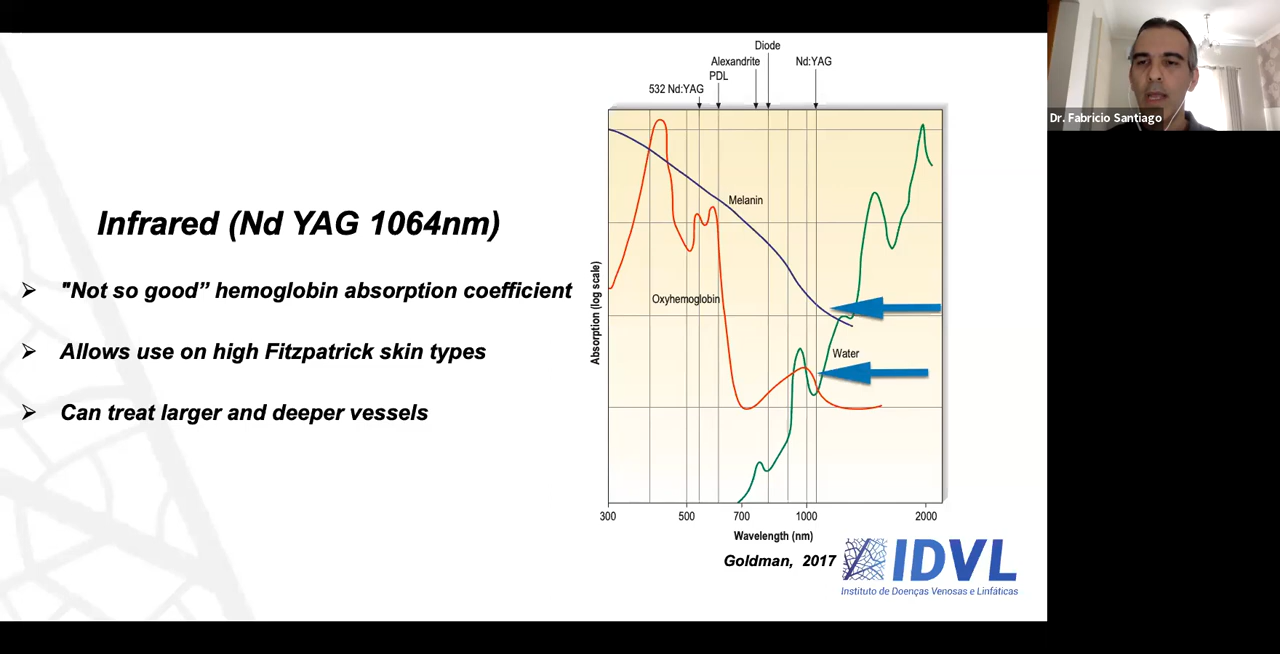 Infrared (Nd YAG 1064nm)
➢ "Not so good” hemoglobin absorption coefficient
➢ Allows use on high Fitzpatrick skin types
➢ Can treat larger and deeper vessels
Diode
Alexandrite
Nd:YAG
PDL
532 Nd:YAG
Melanin
Oxyhemoglobin
Water
Absorption (log scale)
300 500 700 1000 2000
Wavelength (nm)
Goldman, 2017
IDVL
Instituto de Doenças Venosas e Linfáticas
Dr. Fabricio Santiago